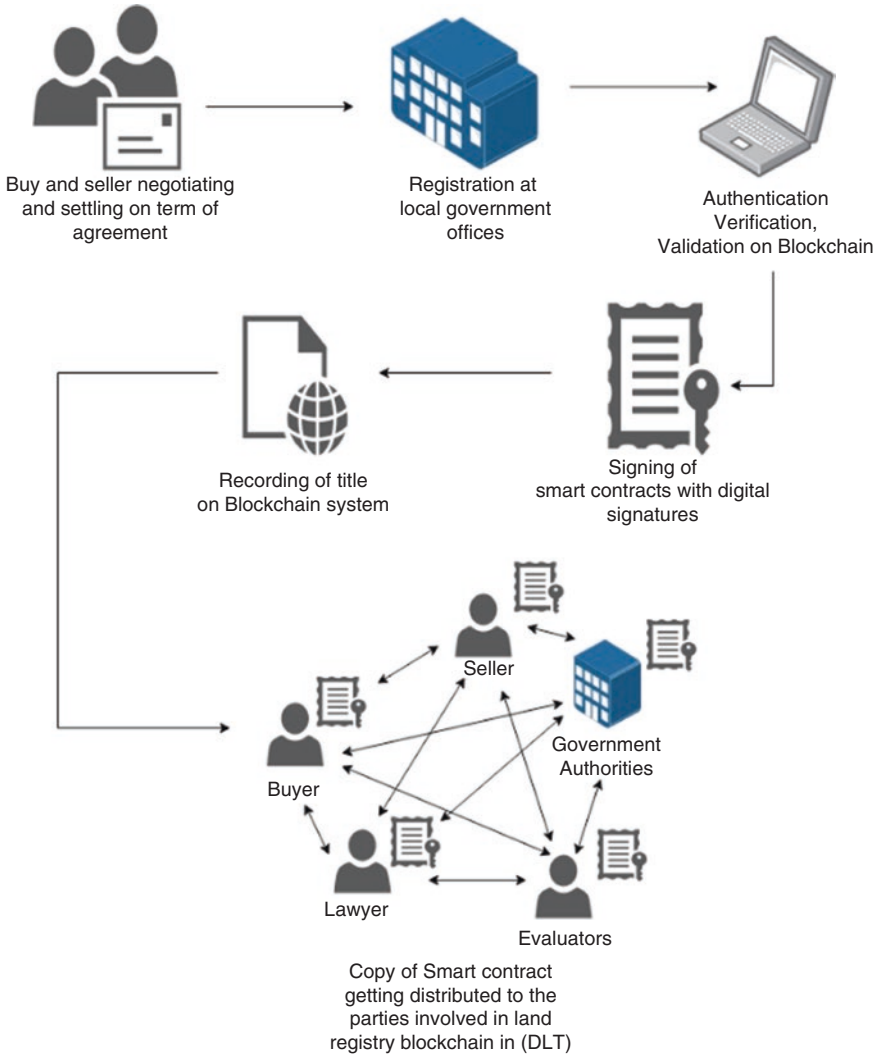 Buy and seller negotiating
and settling on term of
agreement
Registration at
local government
offices
Authentication
Verification,
Validation on Blockchain
Recording of title
on Blockchain system
Signing of
smart contracts with digital
signatures
Seller
Government
Authorities
Buyer
Lawyer
Evaluators
Copy of Smart contract
getting distributed to the
parties involved in land
registry blockchain in (DLT)